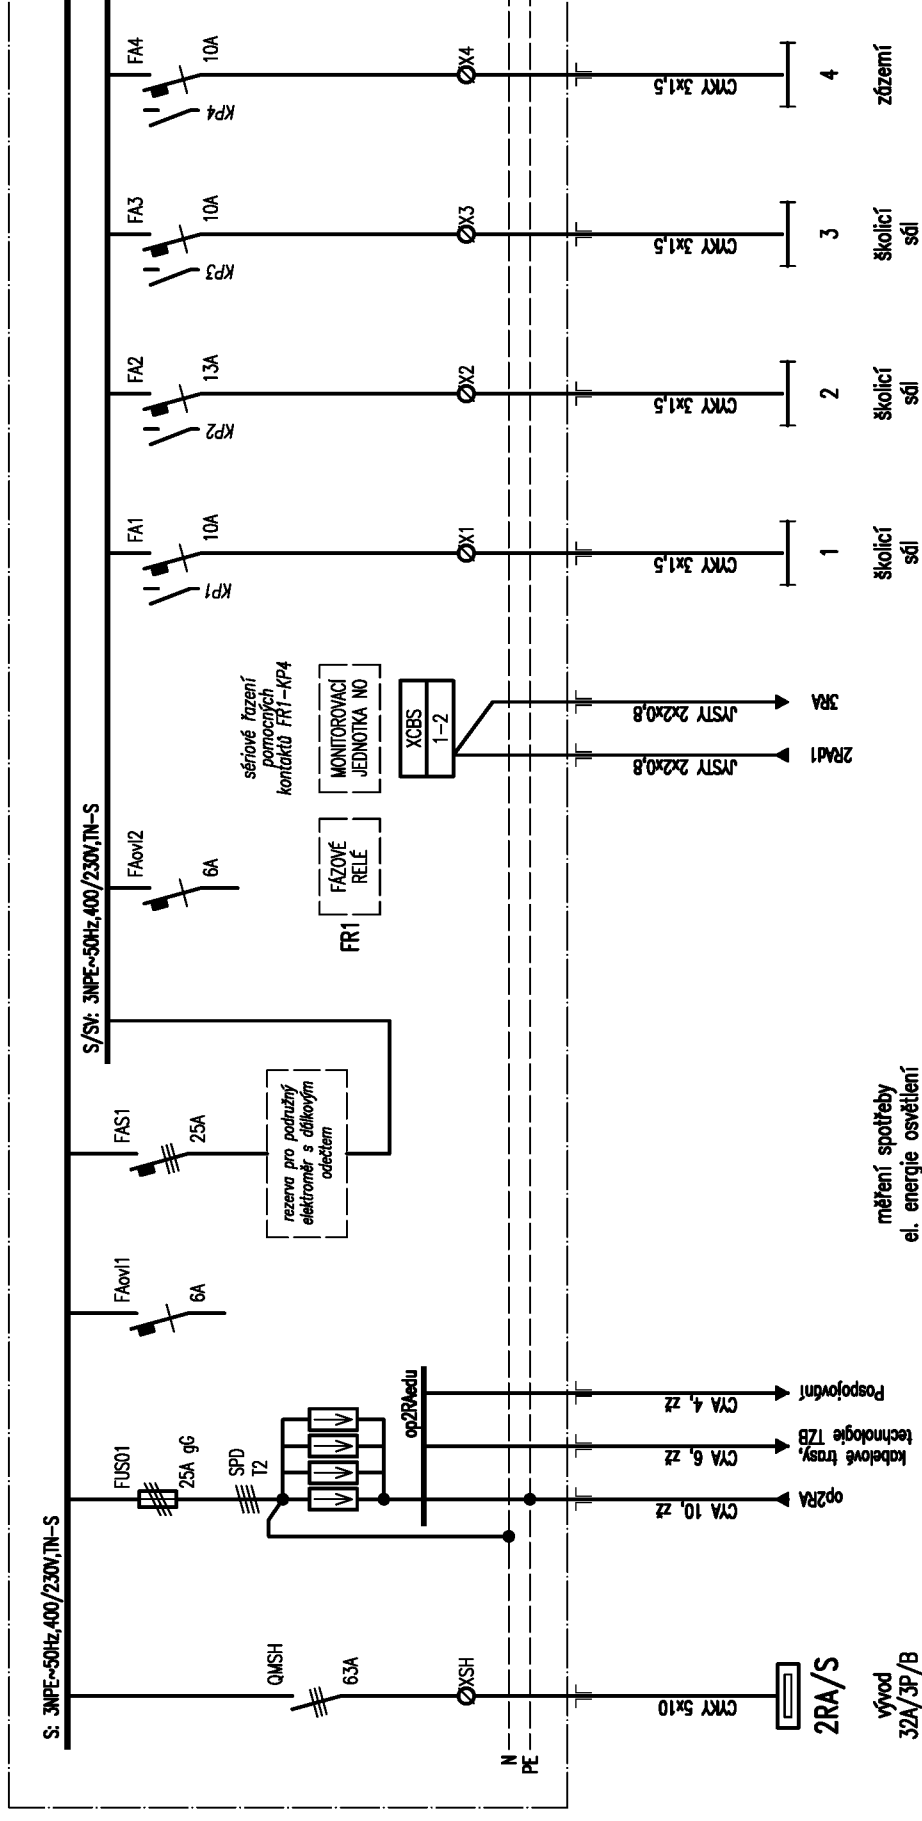 S: 3NPE~50Hz,400/230V,TN-S
S/SV: 3NPE~50Hz,400/230V,TN-S
QMSH
63A
XSH
CYKY 5x10
2RA/S
vývod
32A/3P/B
N
PE
FUS01
25A gG
SPD
T2
op2RAedu
CYA 10, zž
op2RA
CYA 6, zž
kabelové trasy,
technologie TZB
CYA 4, zž
Pospojování
FAovl1
6A
FAS1
25A
rezerva pro podružný
elektroměr s dálkovým
odečtem
měření spotřeby
el. energie osvětlení
FAovl2
6A
FR1
FÁZOVÉ
RELÉ
sériové řazení
pomocných
kontaktů FR1-KP4
MONITOROVACÍ
JEDNOTKA NO
XCBS
1-2
JYSTY 2x2x0,8
2RAd1
JYSTY 2x2x0,8
3RA
FA1
10A
KP1
X1
CYKY 3x1,5
1
školicí
sál
FA2
13A
KP2
X2
CYKY 3x1,5
2
školicí
sál
FA3
10A
KP3
X3
CYKY 3x1,5
3
školicí
sál
FA4
10A
KP4
X4
CYKY 3x1,5
4
zázemí